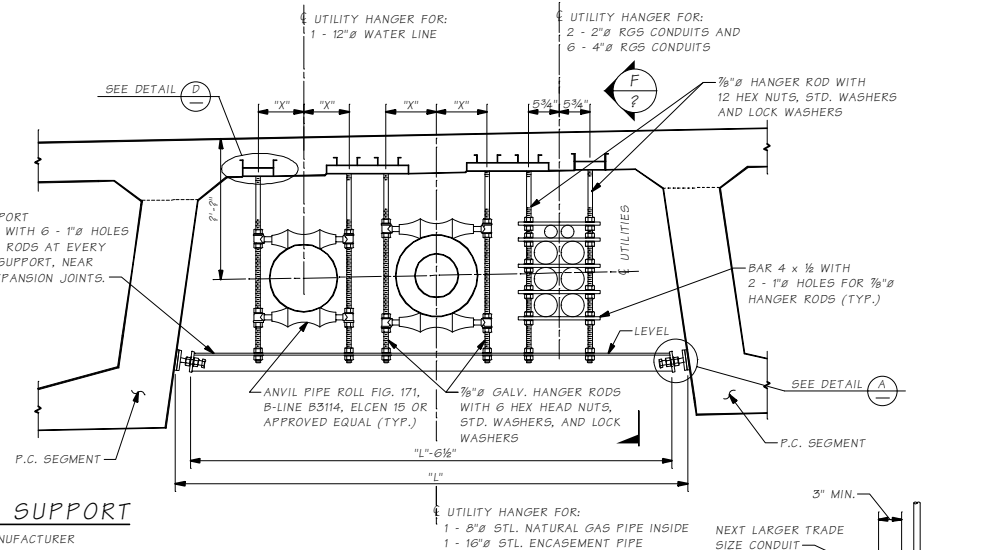 ℄ UTILITY HANGER FOR:
1 - 12"ø WATER LINE
℄ UTILITY HANGER FOR:
2 - 2"ø RGS CONDUITS AND
6 - 4"ø RGS CONDUITS
SEE DETAIL D
"X" "X" "X" "X" 5¾" 5¾"
F
?
⅞"ø HANGER ROD WITH
12 HEX NUTS, STD. WASHERS
AND LOCK WASHERS
?'-?"
PORT
WITH 6 - 1"ø HOLES
RODS AT EVERY
SUPPORT, NEAR
PANSION JOINTS.
℄ UTILITIES
BAR 4 x ½ WITH
2 - 1"ø HOLES FOR ⅞"ø
HANGER RODS (TYP.)
LEVEL
ANVIL PIPE ROLL FIG. 171,
B-LINE B3114, ELCEN 15 OR
APPROVED EQUAL (TYP.)
⅞"ø GALV. HANGER RODS
WITH 6 HEX HEAD NUTS,
STD. WASHERS, AND LOCK
WASHERS
SEE DETAIL A
P.C. SEGMENT
P.C. SEGMENT
"L"-6½"
"L"
SUPPORT
NUFACTURER
℄ UTILITY HANGER FOR:
1 - 8"ø STL. NATURAL GAS PIPE INSIDE
1 - 16"ø STL. ENCASEMENT PIPE
3" MIN.
NEXT LARGER TRADE
SIZE CONDUIT